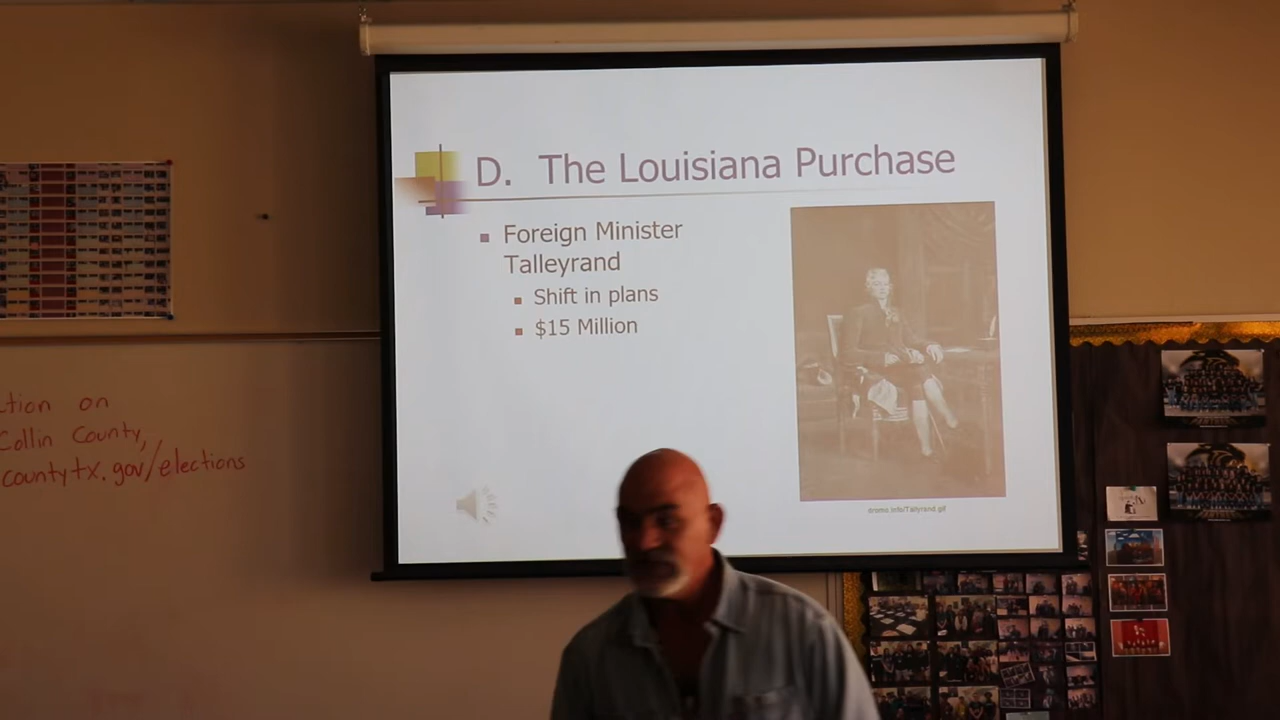 D. The Louisiana Purchase
Foreign Minister
Talleyrand
Shift in plans
$15 Million
tion on
Collin County,
countytx.gov/elections